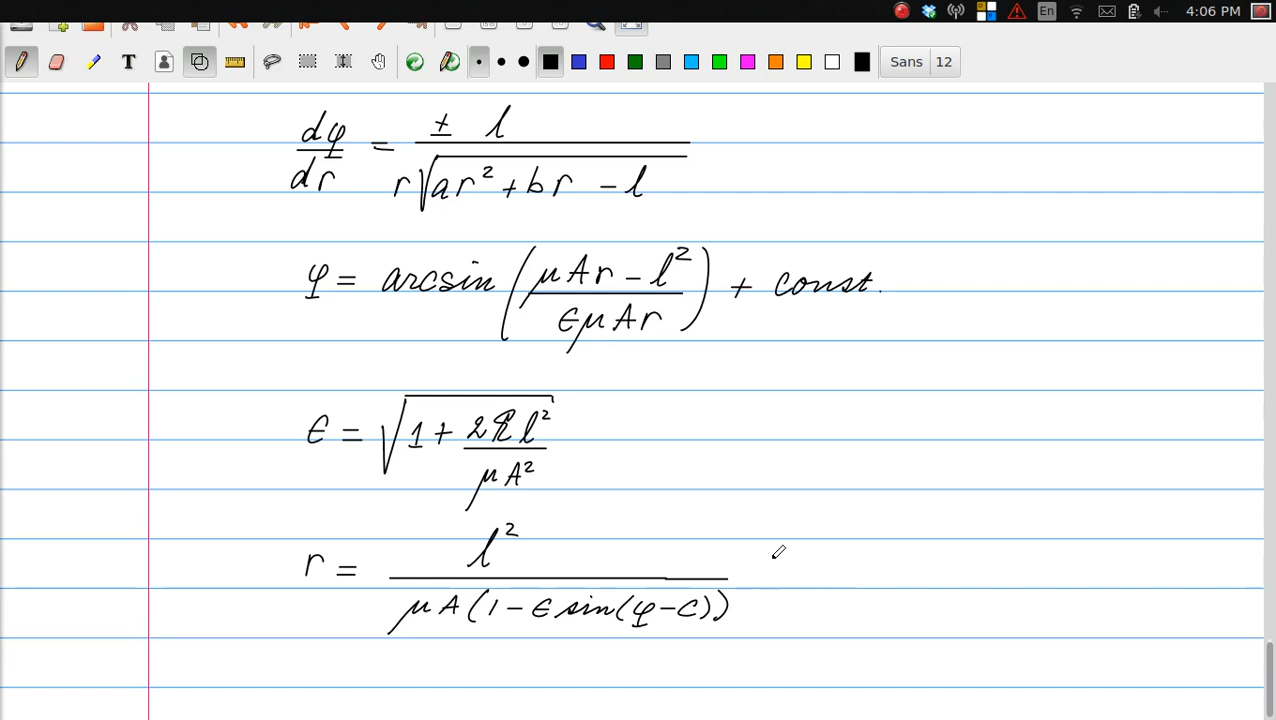 En 4:06 PM
T Sans 12
dφ/dr = ± l / (r√(ar² + br - l))
φ = arcsin((μAr - l²)/(ϵμAr)) + const.
ϵ = √(1 + 2El²/μA²)
r = l² / (μA(1 - ϵ sin(φ - C)))